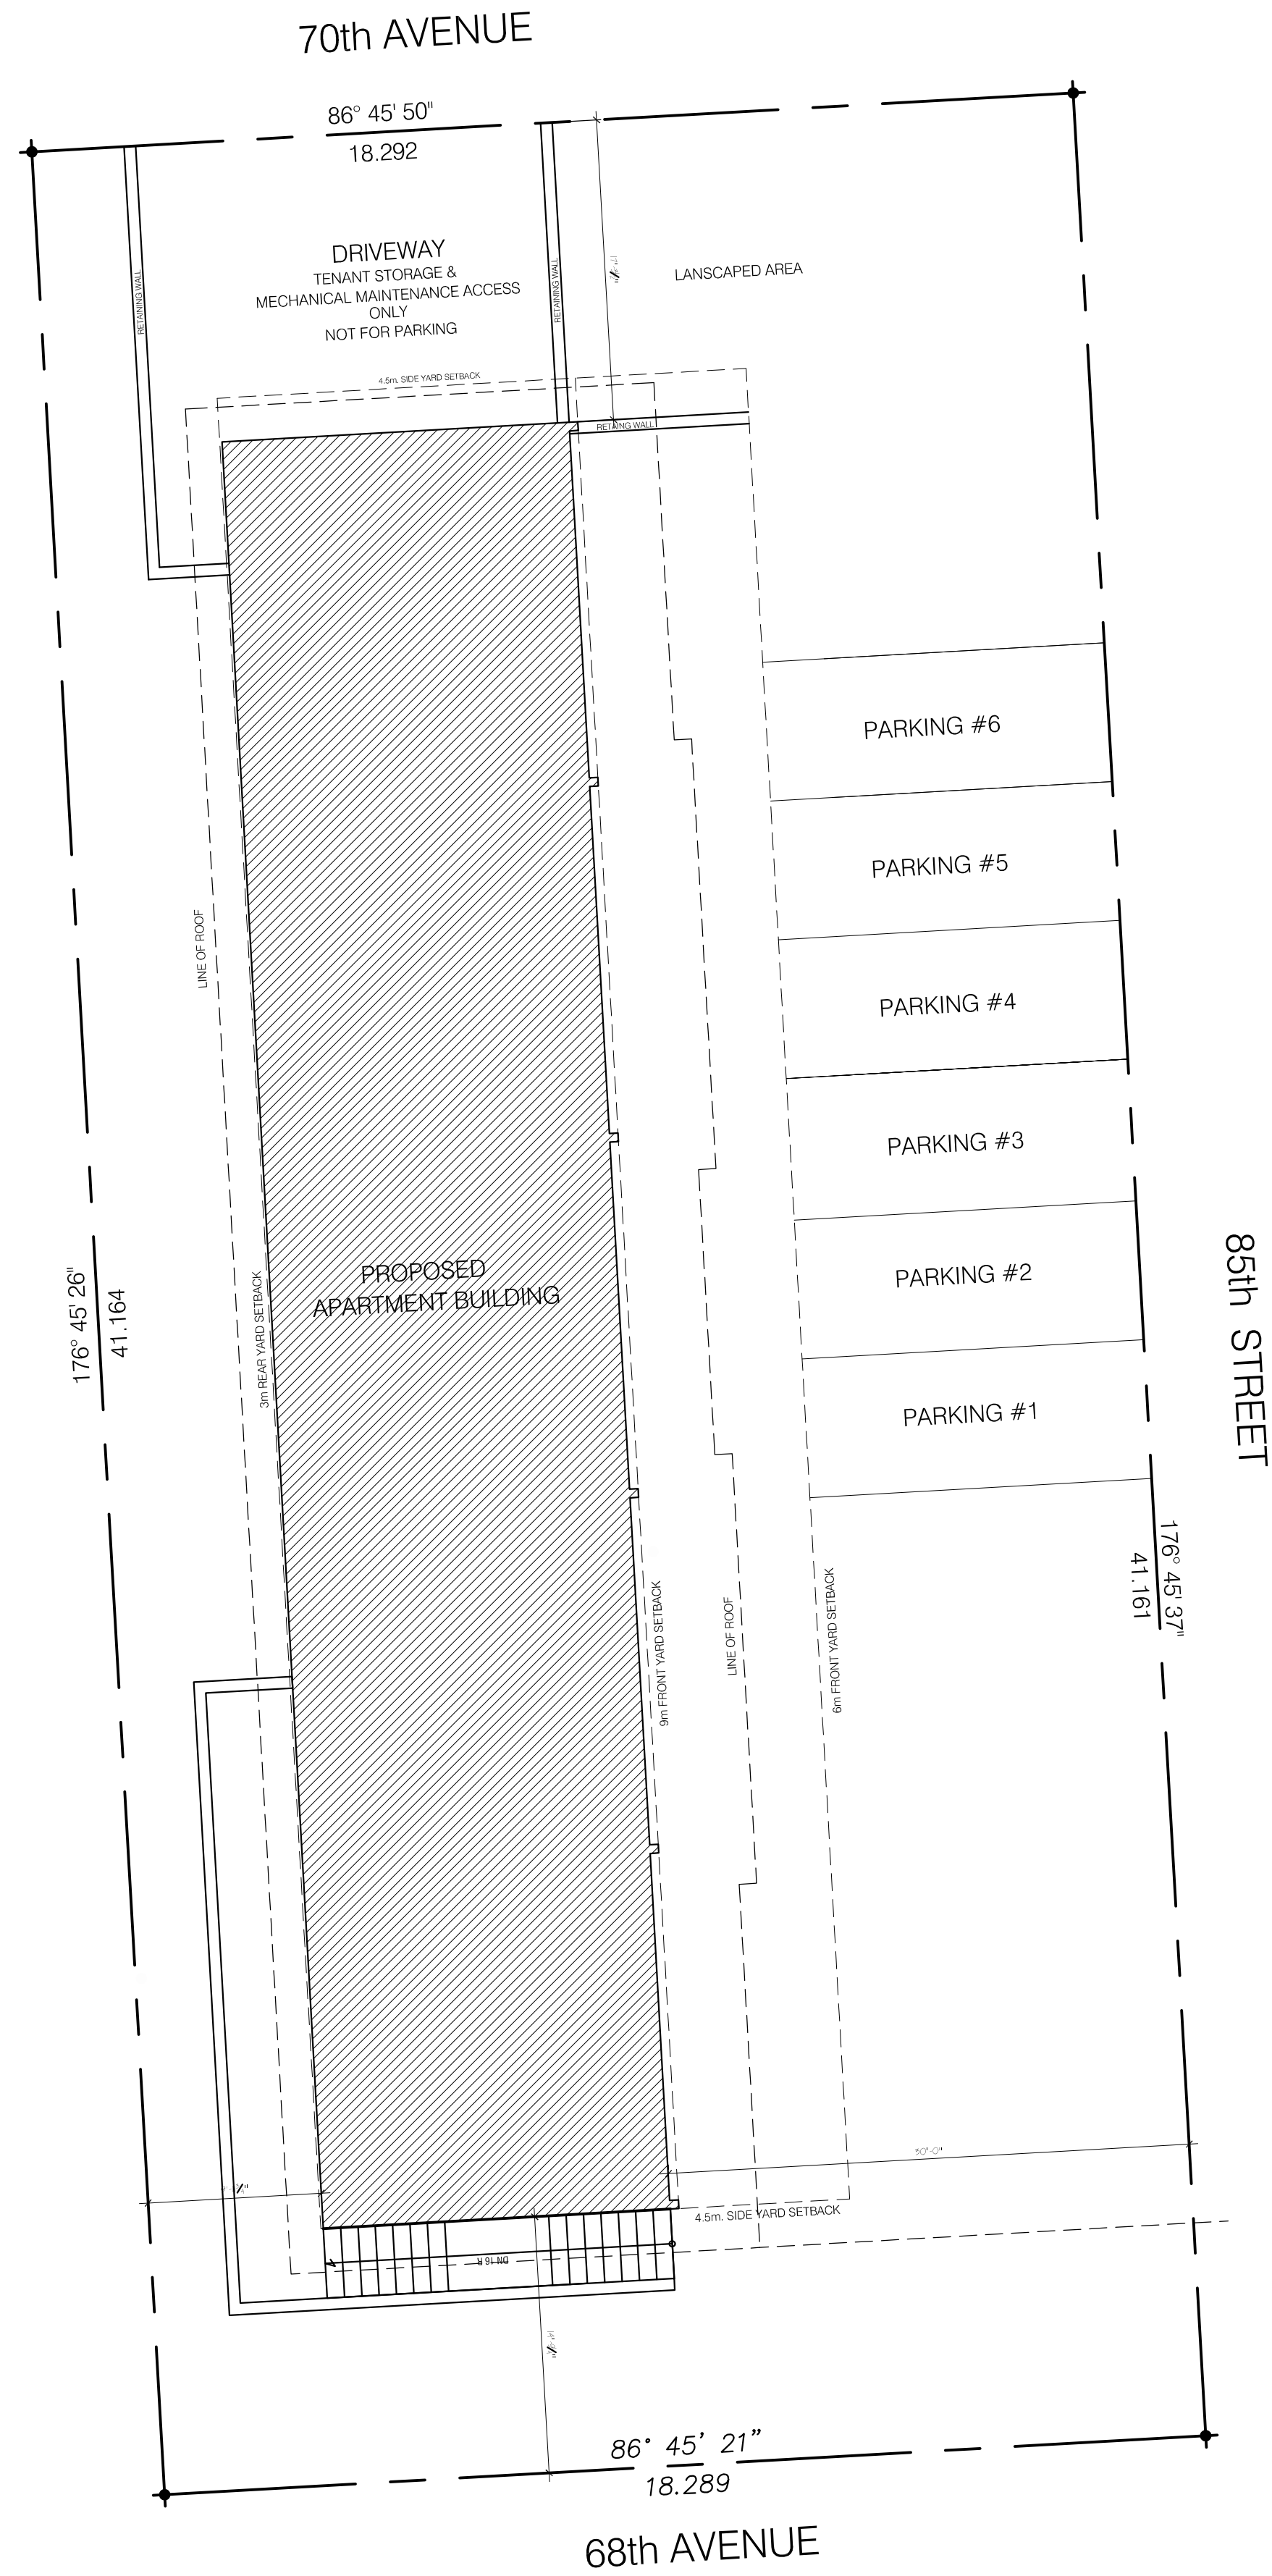 70th AVENUE
86° 45' 50"
18.292
DRIVEWAY
TENANT STORAGE &
MECHANICAL MAINTENANCE ACCESS
ONLY
NOT FOR PARKING
RETAINING WALL
RETAINING WALL
LANSCAPED AREA
4.5m. SIDE YARD SETBACK
RETAING WALL
PARKING #6
PARKING #5
LINE OF ROOF
PARKING #4
PARKING #3
PROPOSED
APARTMENT BUILDING
PARKING #2
3m REAR YARD SETBACK
176° 45' 26"
41.164
85th STREET
PARKING #1
176° 45' 37"
41.161
9m FRONT YARD SETBACK
LINE OF ROOF
6m FRONT YARD SETBACK
30'-0"
4.5m. SIDE YARD SETBACK
DN 16 R
86° 45' 21"
18.289
68th AVENUE